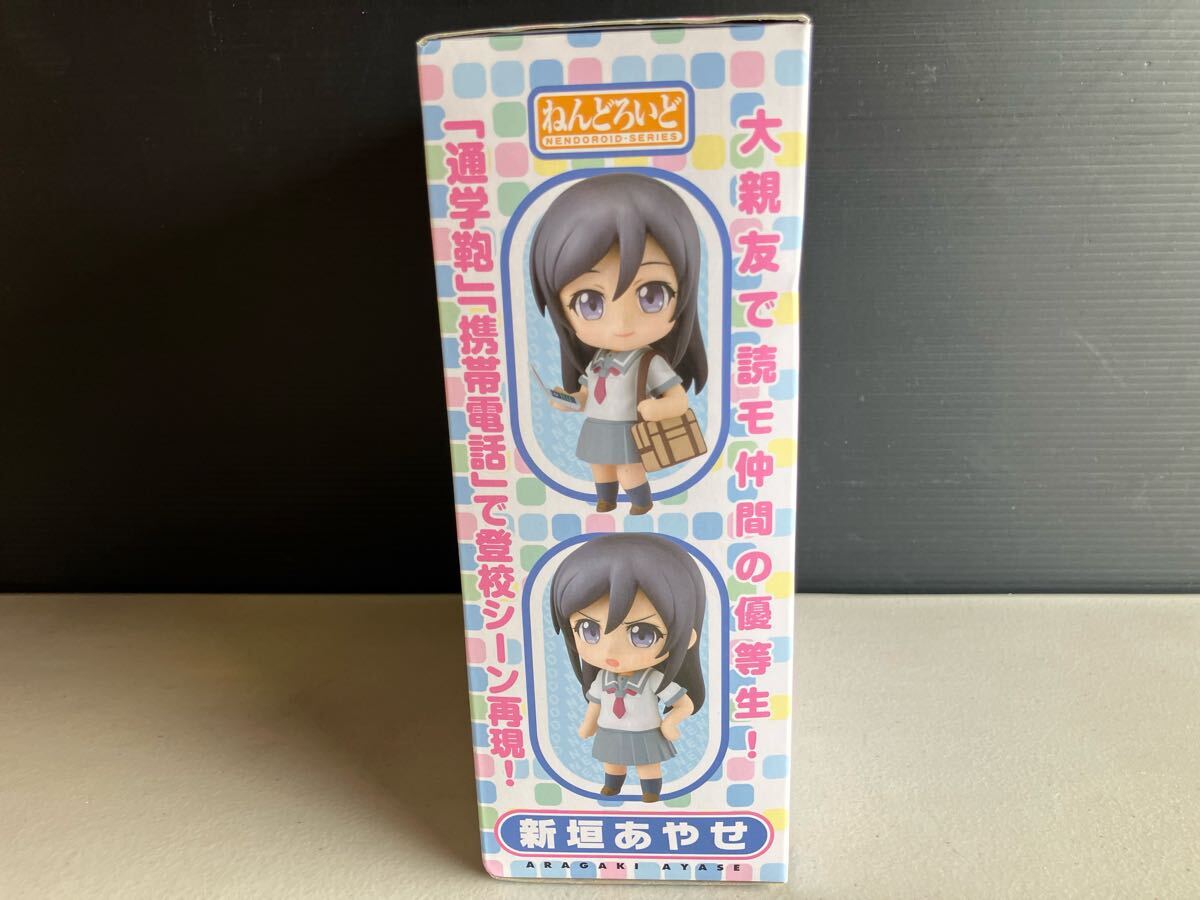 ねんどろいど
NENDOROID・SERIES
大親友で読モ仲間の優等生！
「通学鞄」「携帯電話」で登校シーン再現！
新垣あやせ
ARAGAKI AYASE